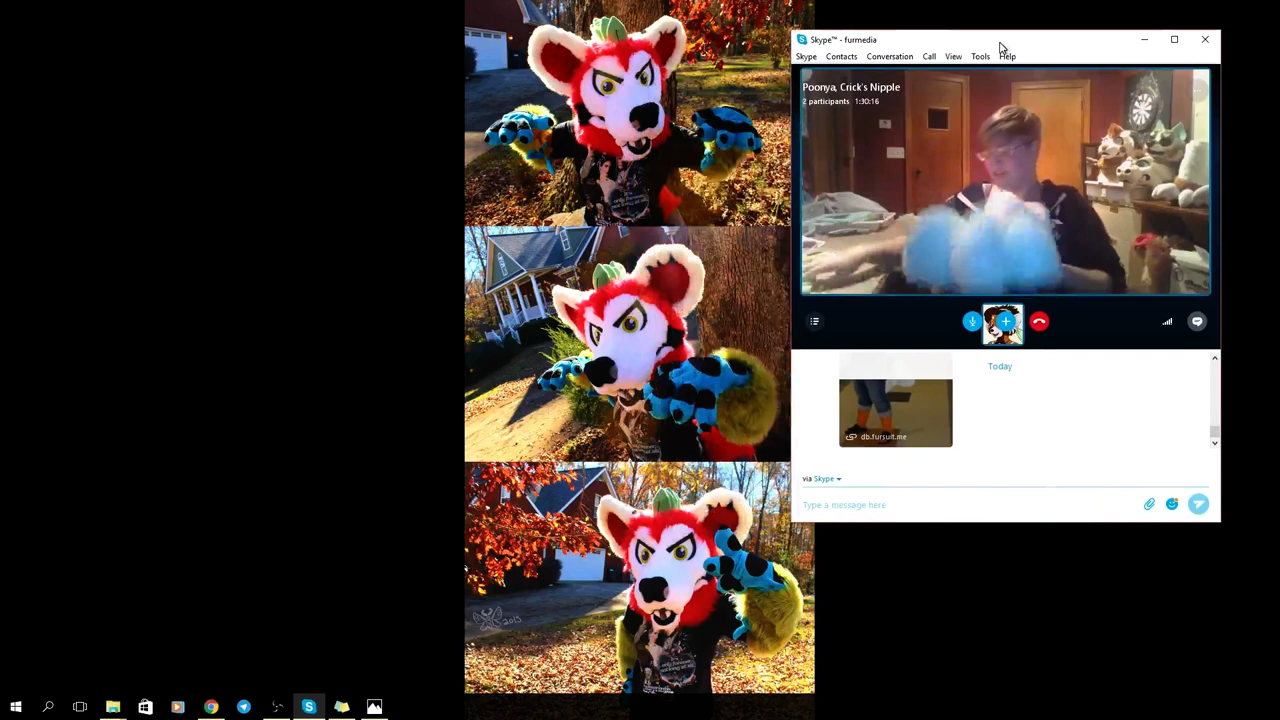 Skype™ - furmedia
Skype Contacts Conversation Call View Tools Help
Poonya, Crick's Nipple
2 participants 1:30:16
Today
db.fursuit.me
via Skype
Type a message here
2015